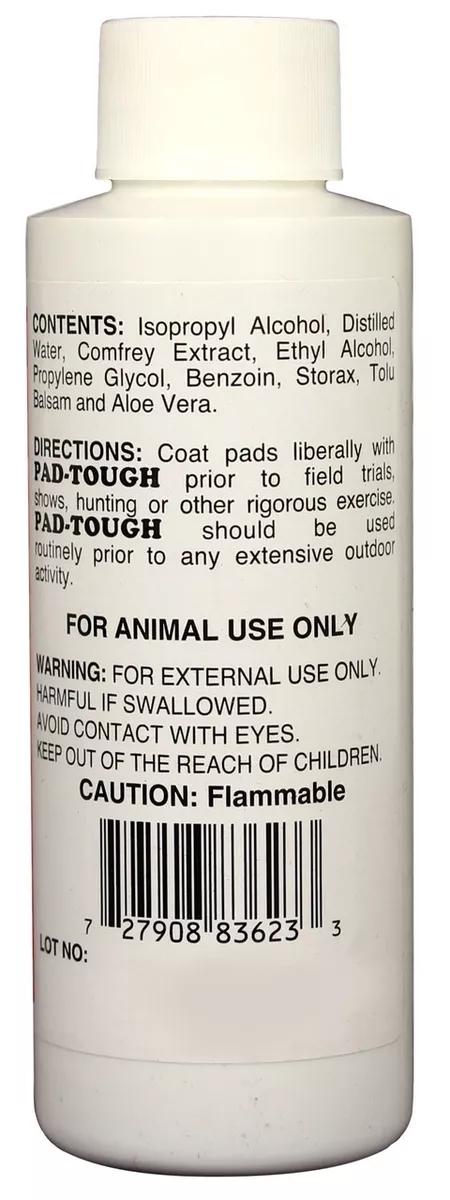 CONTENTS: Isopropyl Alcohol, Distilled
Water, Comfrey Extract, Ethyl Alcohol,
Propylene Glycol, Benzoin, Storax, Tolu
Balsam and Aloe Vera.
DIRECTIONS: Coat pads liberally with
PAD-TOUGH prior to field trials,
shows, hunting or other rigorous exercise.
PAD-TOUGH should be used
routinely prior to any extensive outdoor
activity.
FOR ANIMAL USE ONLY
WARNING: FOR EXTERNAL USE ONLY.
HARMFUL IF SWALLOWED.
AVOID CONTACT WITH EYES.
KEEP OUT OF THE REACH OF CHILDREN.
CAUTION: Flammable
7 27908 83623 3
LOT NO: